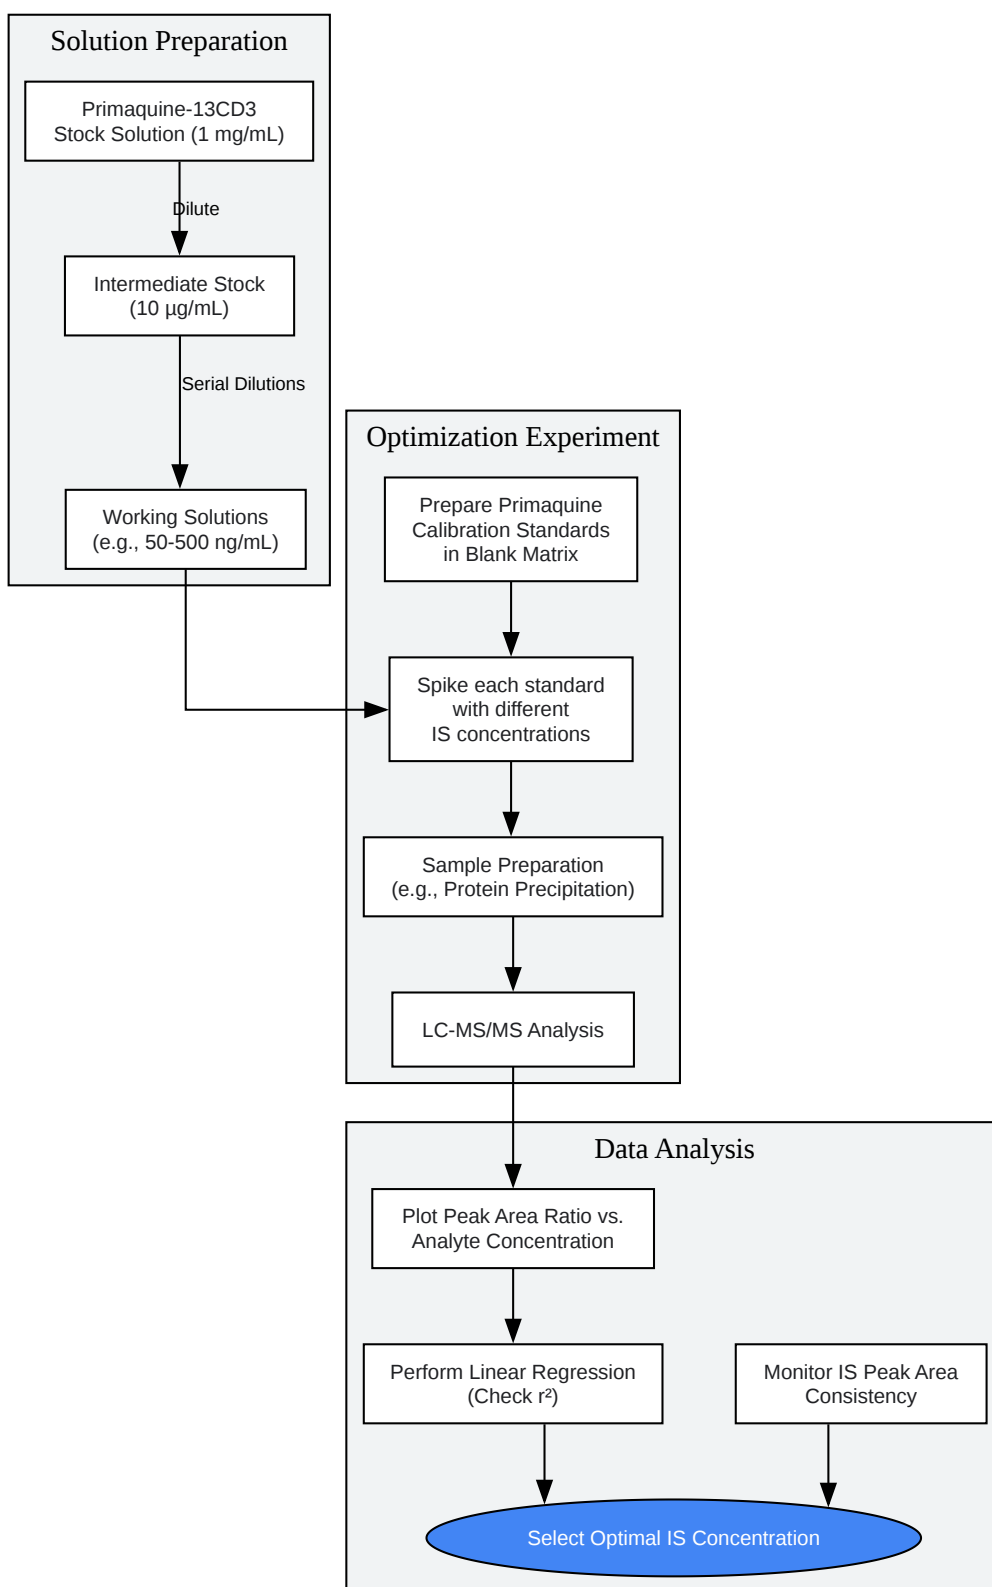 Solution Preparation
Primaquine-13CD3
Stock Solution (1 mg/mL)
Dilute
Intermediate Stock
(10 µg/mL)
Serial Dilutions
Working Solutions
(e.g., 50-500 ng/mL)
Optimization Experiment
Prepare Primaquine
Calibration Standards
in Blank Matrix
Spike each standard
with different
IS concentrations
Sample Preparation
(e.g., Protein Precipitation)
LC-MS/MS Analysis
Data Analysis
Plot Peak Area Ratio vs.
Analyte Concentration
Perform Linear Regression
(Check r²)
Monitor IS Peak Area
Consistency
Select Optimal IS Concentration